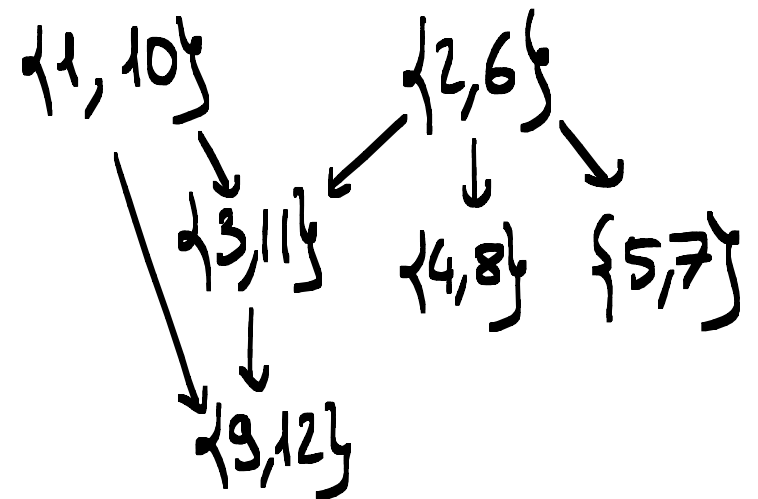 {1, 10} {2,6}
{3,11} {4,8} {5,7}
{9,12}